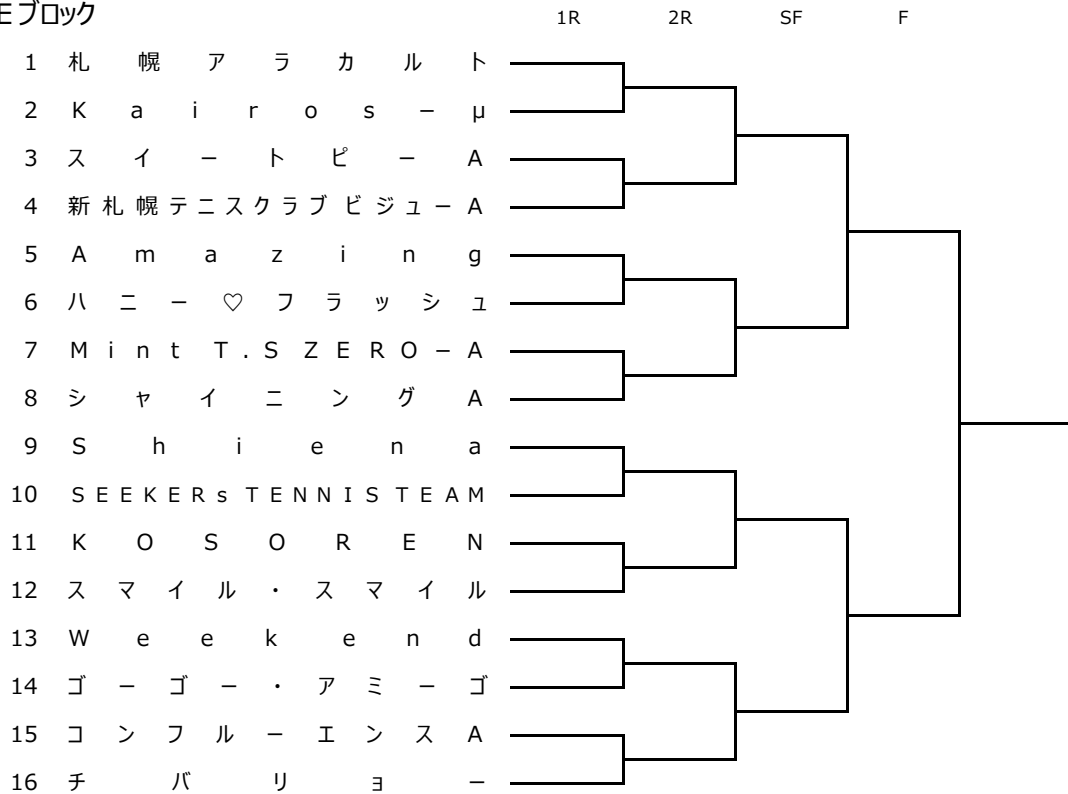 Eブロック
1R 2R SF F
1 札幌アラカルト
2 Kairos－μ
3 スイートピーA
4 新札幌テニスクラブビジューA
5 Amazing
6 ハニー♡フラッシュ
7 Mint T.S ZERO－A
8 シャイニングA
9 Shiena
10 SEEKERs TENNIS TEAM
11 KOSOREN
12 スマイル・スマイル
13 Weekend
14 ゴーゴー・アミーゴ
15 コンフルーエンスA
16 チバリョー